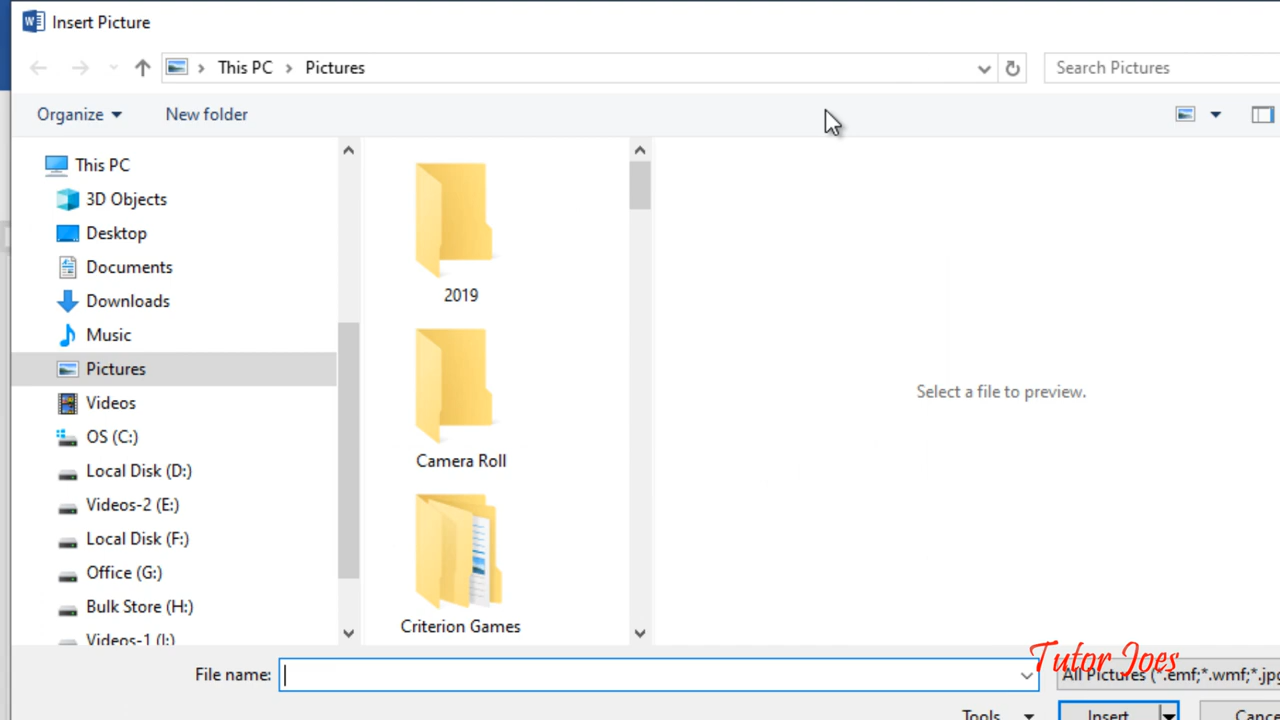 Insert Picture
This PC > Pictures
Search Pictures
Organize
New folder
This PC
3D Objects
Desktop
Documents
Downloads
Music
Pictures
Videos
OS (C:)
Local Disk (D:)
Videos-2 (E:)
Local Disk (F:)
Office (G:)
Bulk Store (H:)
Videos-1 (I:)
2019
Camera Roll
Criterion Games
Select a file to preview.
Tutor Joes
File name:
All Pictures (*.emf;*.wmf;*.jpg
Tools
Insert
Cance